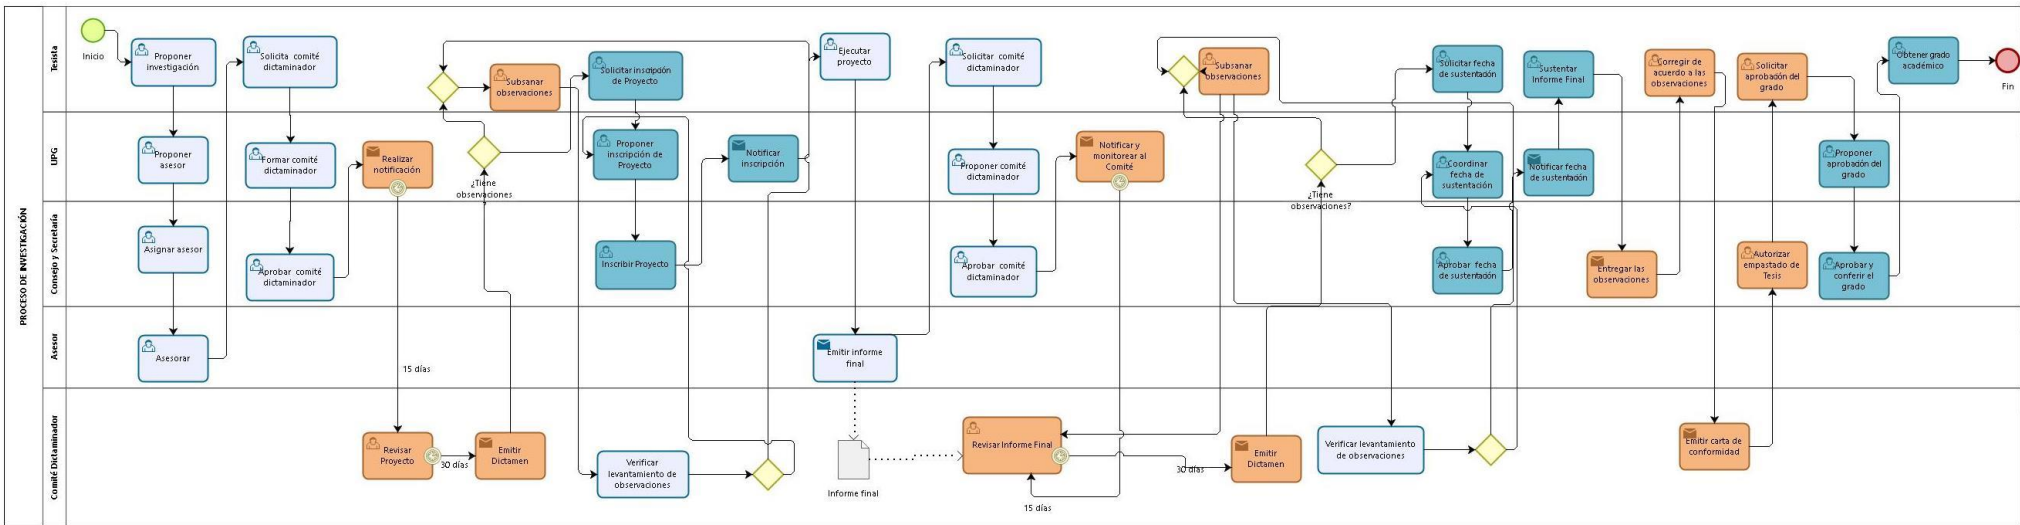 PROCESO DE INVESTIGACIÓN
Tesista
Inicio
Proponer
investigación
Solicita comité
dictaminador
Subsanar
observaciones
Solicitar inscripción
de Proyecto
Ejecutar
proyecto
Solicitar comité
dictaminador
Subsanar
observaciones
Solicitar fecha
de sustentación
Sustentar
Informe Final
Corregir de
acuerdo a las
observaciones
Solicitar
aprobación del
grado
Obtener grado
académico
Fin
UPG
Proponer
asesor
Formar comité
dictaminador
Realizar
notificación
¿Tiene
observaciones
?
Proponer
inscripción de
Proyecto
Notificar
inscripción
Proponer comité
dictaminador
Notificar y
monitorear al
Comité
¿Tiene
observaciones?
Coordinar
fecha de
sustentación
Notificar fecha
de sustentación
Proponer
aprobación del
grado
Consejo y Secretaría
Asignar asesor
Aprobar comité
dictaminador
Inscribir Proyecto
Aprobar comité
dictaminador
Aprobar fecha
de sustentación
Entregar las
observaciones
Autorizar
empastado de
Tesis
Aprobar y
conferir el
grado
Asesor
Asesorar
15 días
Emitir informe
final
Comité Dictaminador
Revisar
Proyecto
30 días
Emitir
Dictamen
Verificar
levantamiento de
observaciones
Informe final
Revisar Informe Final
15 días
30 días
Emitir
Dictamen
Verificar levantamiento
de observaciones
Emitir carta de
conformidad